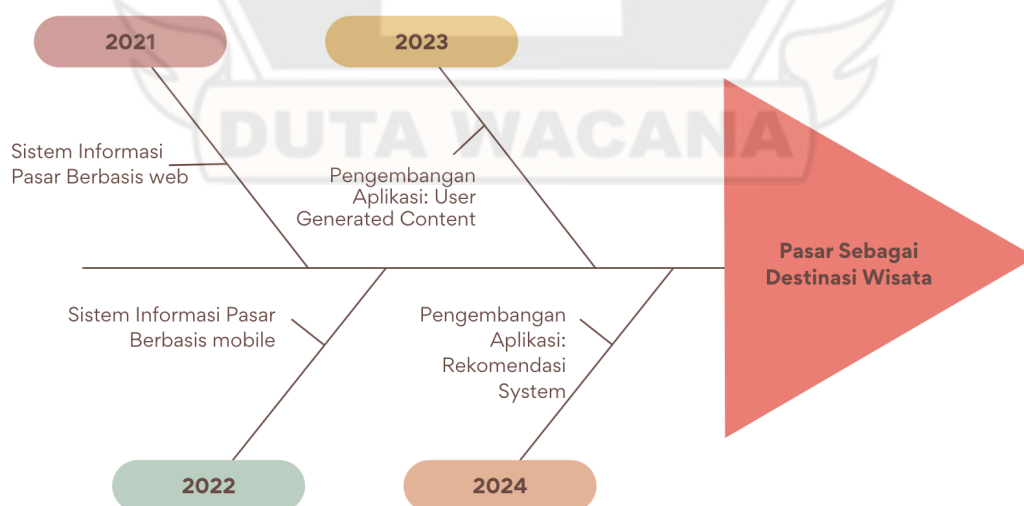 2021
2023
DUTA WACANA
Sistem Informasi
Pasar Berbasis web
Pengembangan
Aplikasi: User
Generated Content
Pasar Sebagai
Destinasi Wisata
Sistem Informasi Pasar
Berbasis mobile
Pengembangan
Aplikasi:
Rekomendasi
System
2022
2024